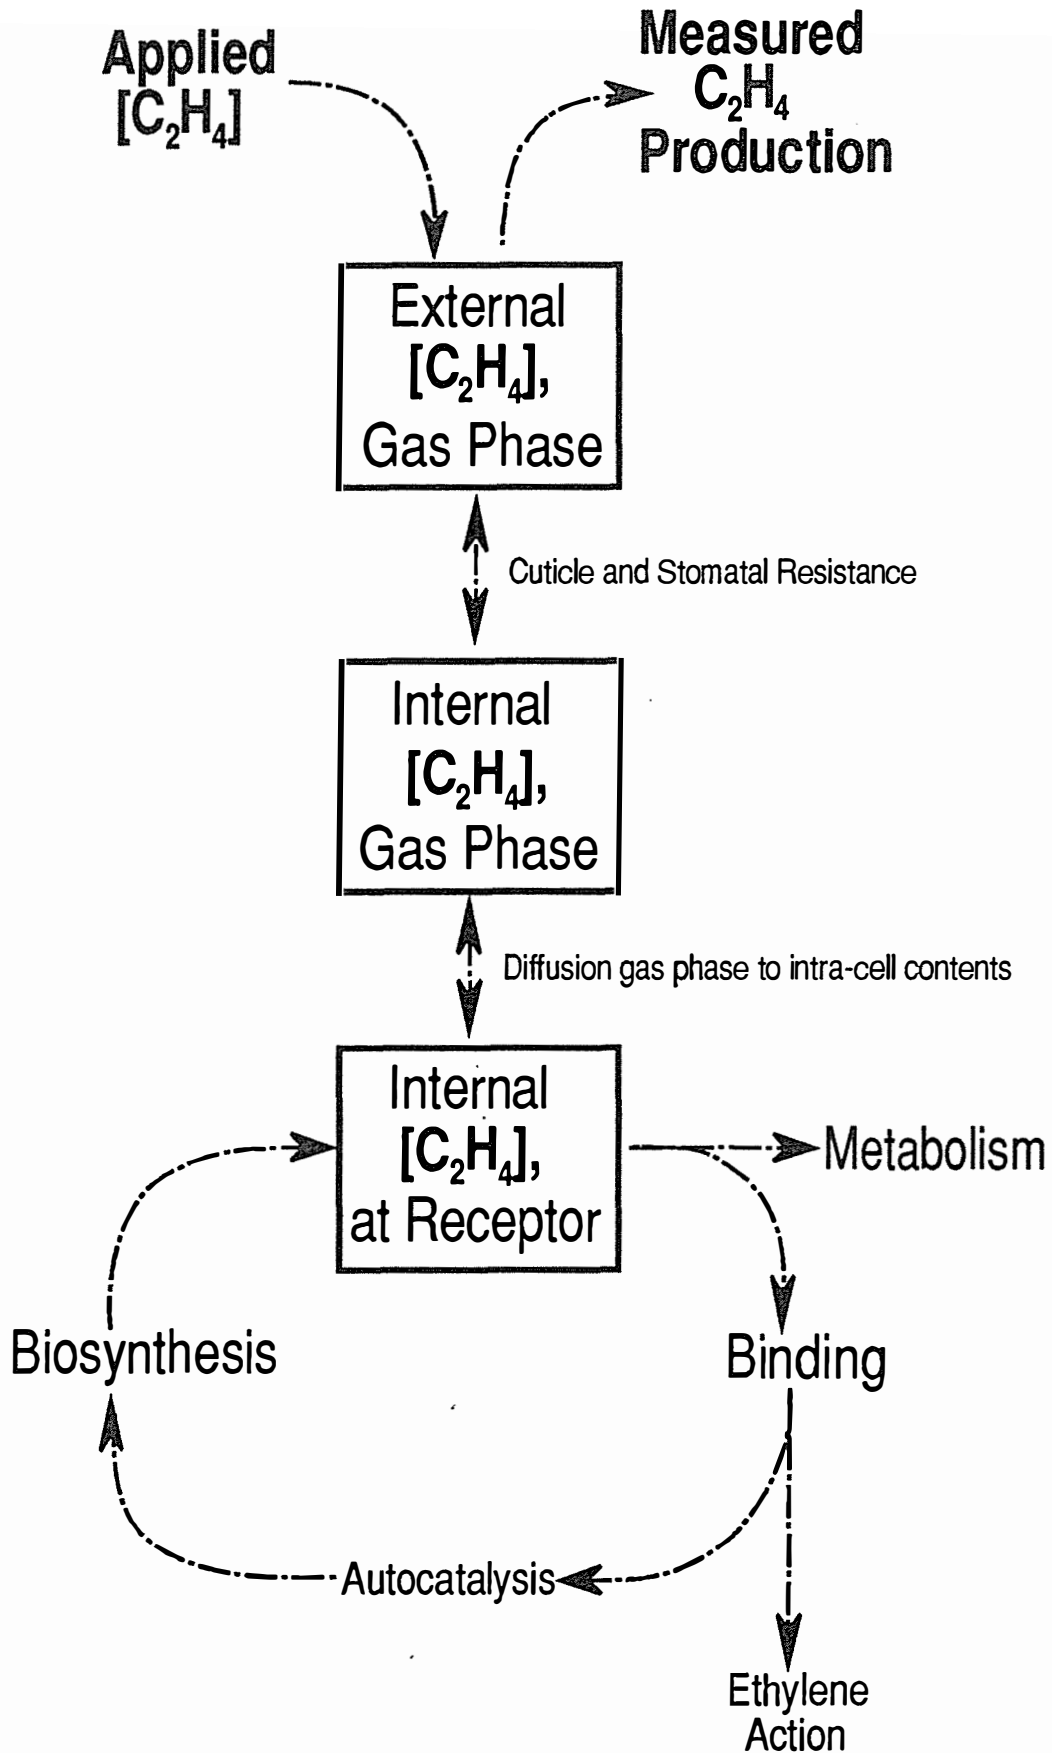 Applied
[C₂H₄]
Measured
C₂H₄
Production
External
[C₂H₄],
Gas Phase
Cuticle and Stomatal Resistance
Internal
[C₂H₄],
Gas Phase
Diffusion gas phase to intra-cell contents
Internal
[C₂H₄],
at Receptor
Metabolism
Biosynthesis
Binding
Autocatalysis
Ethylene
Action